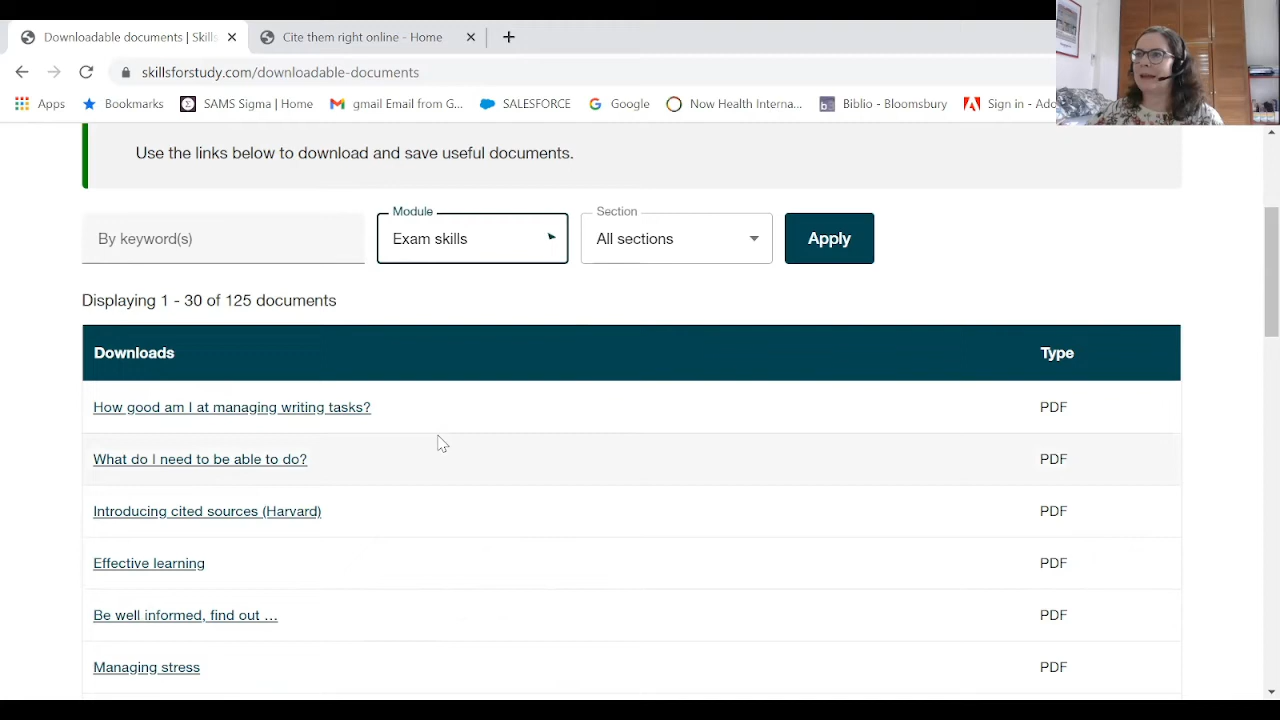 Downloadable documents | Skills
Cite them right online - Home
skillsforstudy.com/downloadable-documents
Apps
Bookmarks
SAMS Sigma | Home
gmail Email from G...
SALESFORCE
Google
Now Health Interna...
Biblio - Bloomsbury
Sign in - Ado
Use the links below to download and save useful documents.
By keyword(s)
Module
Exam skills
Section
All sections
Apply
Displaying 1 - 30 of 125 documents
Downloads Type
How good am I at managing writing tasks? PDF
What do I need to be able to do? PDF
Introducing cited sources (Harvard) PDF
Effective learning PDF
Be well informed, find out ... PDF
Managing stress PDF